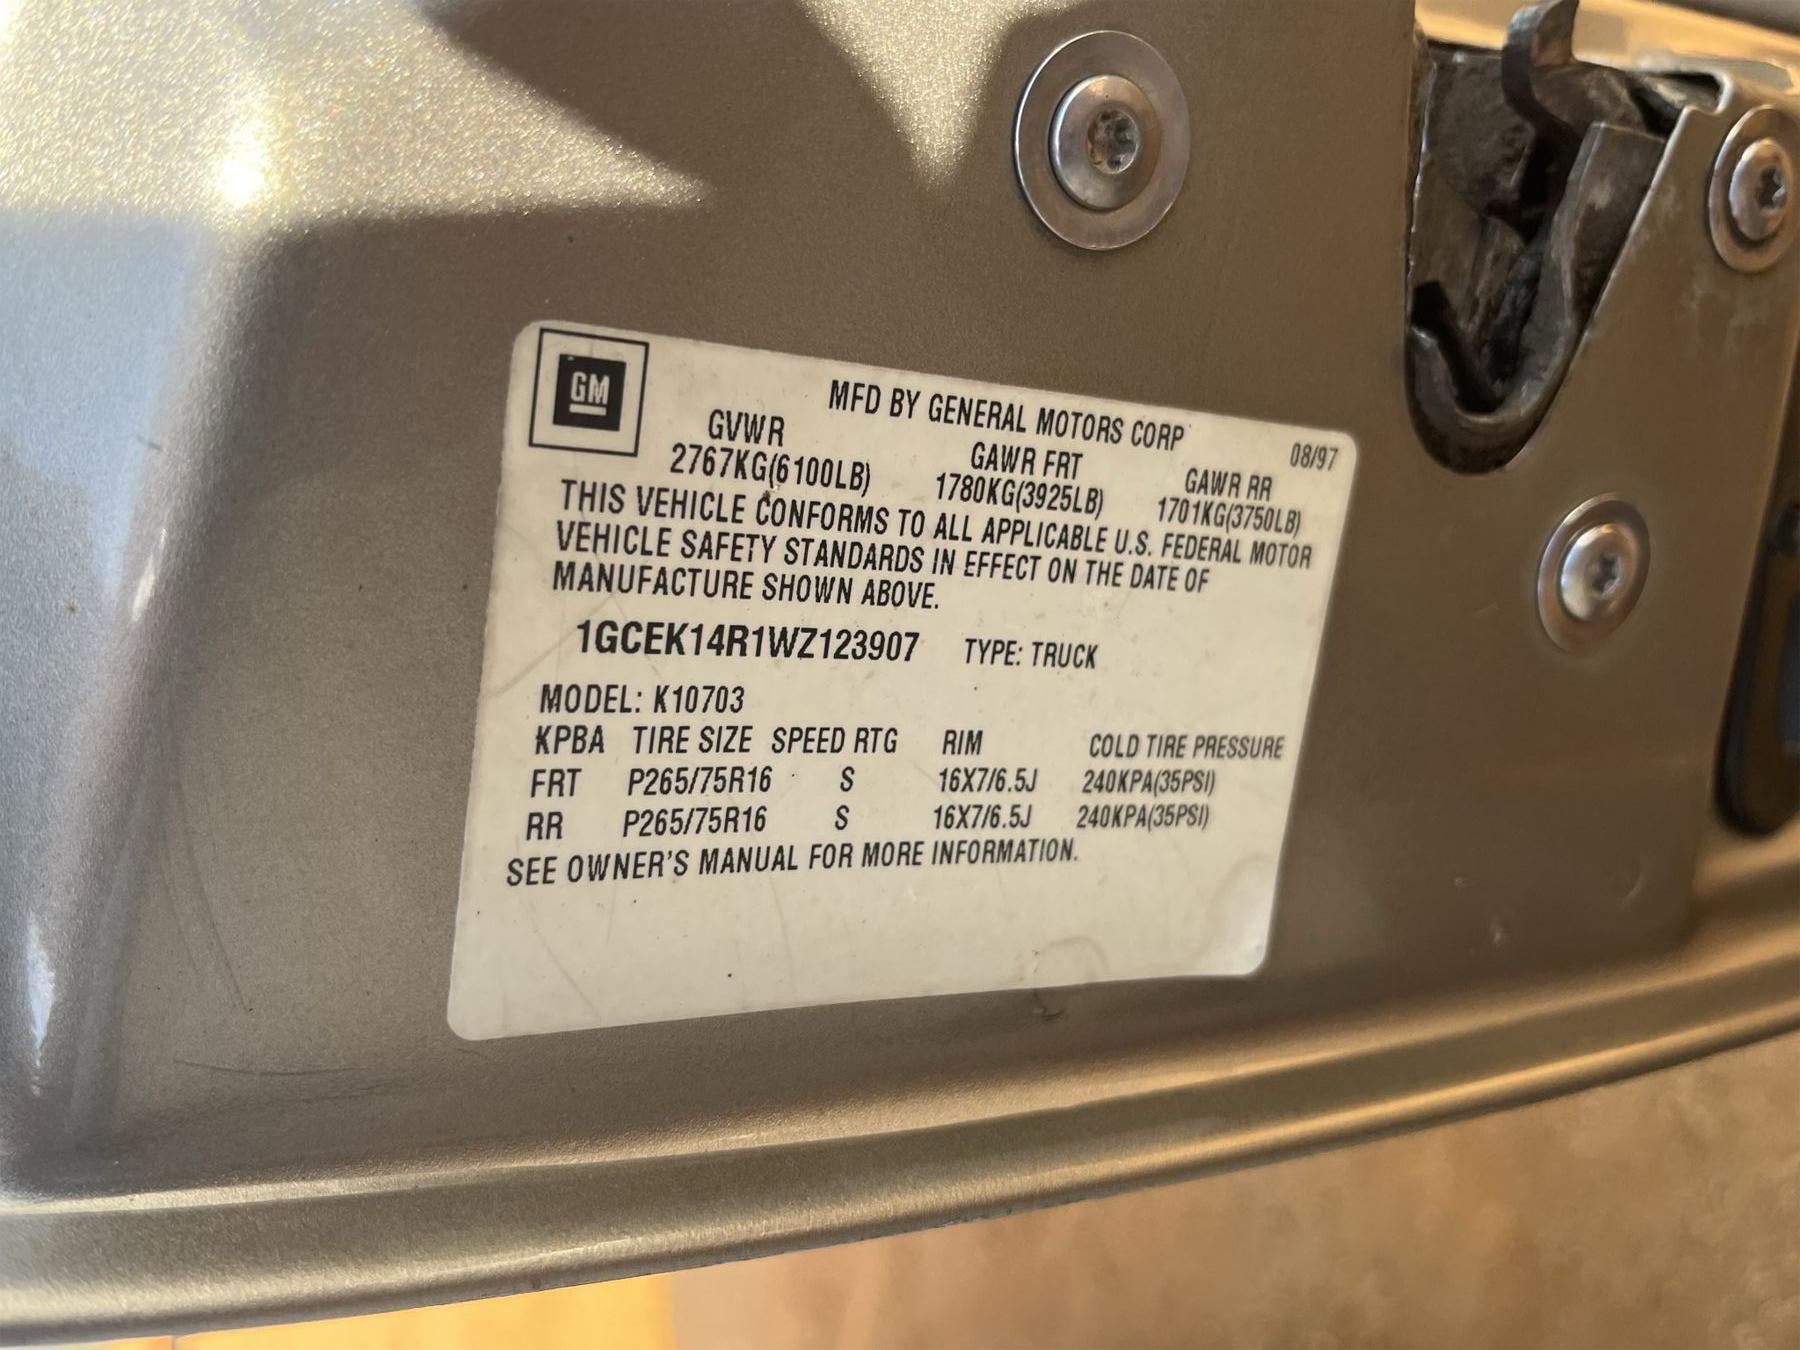 GM
MFD BY GENERAL MOTORS CORP
08/97
GVWR GAWR FRT GAWR RR
2767KG(6100LB) 1780KG(3925LB) 1701KG(3750LB)
THIS VEHICLE CONFORMS TO ALL APPLICABLE U.S. FEDERAL MOTOR
VEHICLE SAFETY STANDARDS IN EFFECT ON THE DATE OF
MANUFACTURE SHOWN ABOVE.
1GCEK14R1WZ123907 TYPE: TRUCK
MODEL: K10703
KPBA TIRE SIZE SPEED RTG RIM COLD TIRE PRESSURE
FRT P265/75R16 S 16X7/6.5J 240KPA(35PSI)
RR P265/75R16 S 16X7/6.5J 240KPA(35PSI)
SEE OWNER'S MANUAL FOR MORE INFORMATION.